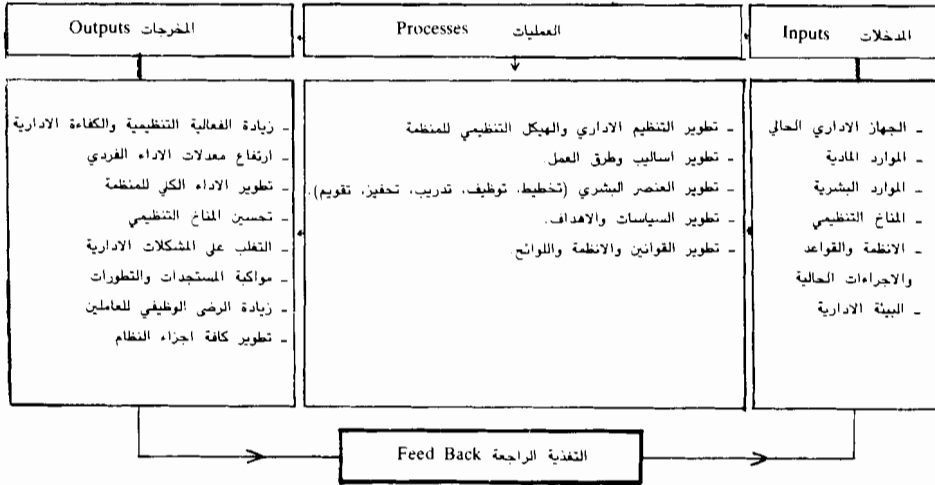 المدخلات Inputs
العمليات Processes
المخرجات Outputs
ـ الجهاز الاداري الحالي
ـ الموارد المادية
ـ الموارد البشرية
ـ المناخ التنظيمي
ـ الانظمة والقواعد
والاجراءات الحالية
ـ البيئة الادارية
ـ تطوير التنظيم الاداري والهيكل التنظيمي للمنظمة
ـ تطوير اساليب وطرق العمل.
ـ تطوير العنصر البشري (تخطيط، توظيف، تدريب، تحفيز، تقويم).
ـ تطوير السياسات والاهداف.
ـ تطوير القوانين والانظمة واللوائح.
ـ زيادة الفعالية التنظيمية والكفاءة الادارية
ـ ارتفاع معدلات الاداء الفردي
ـ تطوير الاداء الكلي للمنظمة
ـ تحسين المناخ التنظيمي
ـ التغلب على المشكلات الادارية
ـ مواكبة المستجدات والتطورات
ـ زيادة الرضى الوظيفي للعاملين
ـ تطوير كافة اجزاء النظام
التغذية الراجعة Feed Back